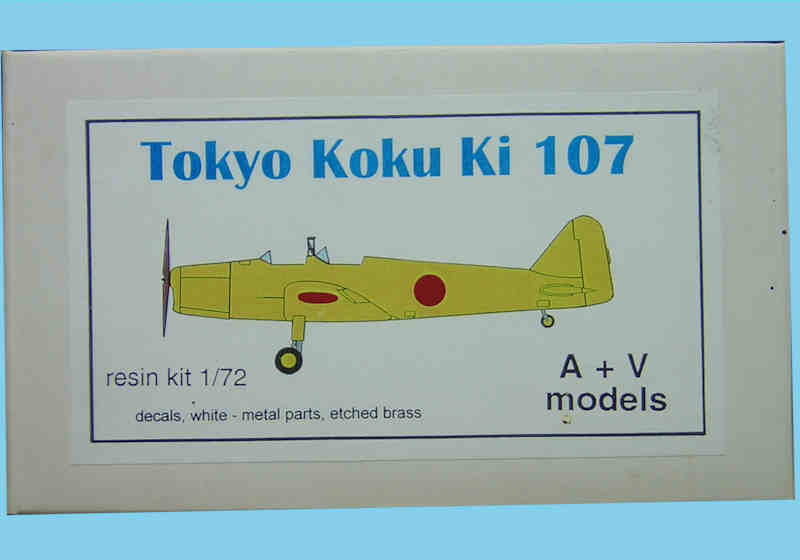 Tokyo Koku Ki 107
resin kit 1/72
decals, white - metal parts, etched brass
A + V
models